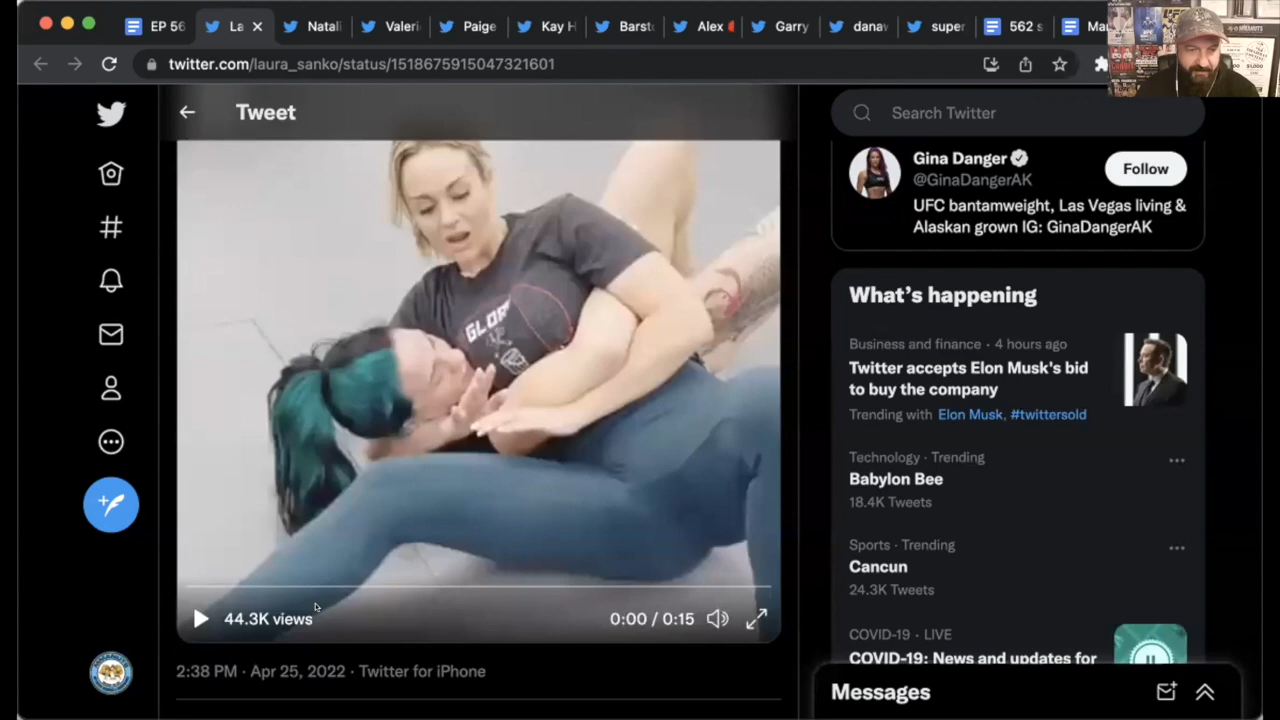 EP 56
La
Natali
Valeri
Paige
Kay H
Barst
Alex
Garry
danav
super
562 s
Ma
twitter.com/laura_sanko/status/1518675915047321601
Tweet
Search Twitter
Gina Danger
@GinaDangerAK
Follow
UFC bantamweight, Las Vegas living &
Alaskan grown IG: GinaDangerAK
GLOR
What's happening
Business and finance · 4 hours ago
Twitter accepts Elon Musk's bid
to buy the company
Trending with Elon Musk, #twittersold
Technology · Trending
Babylon Bee
18.4K Tweets
Sports · Trending
Cancun
24.3K Tweets
COVID-19 · LIVE
COVID-19: News and updates for
44.3K views
0:00 / 0:15
2:38 PM · Apr 25, 2022 · Twitter for iPhone
Messages